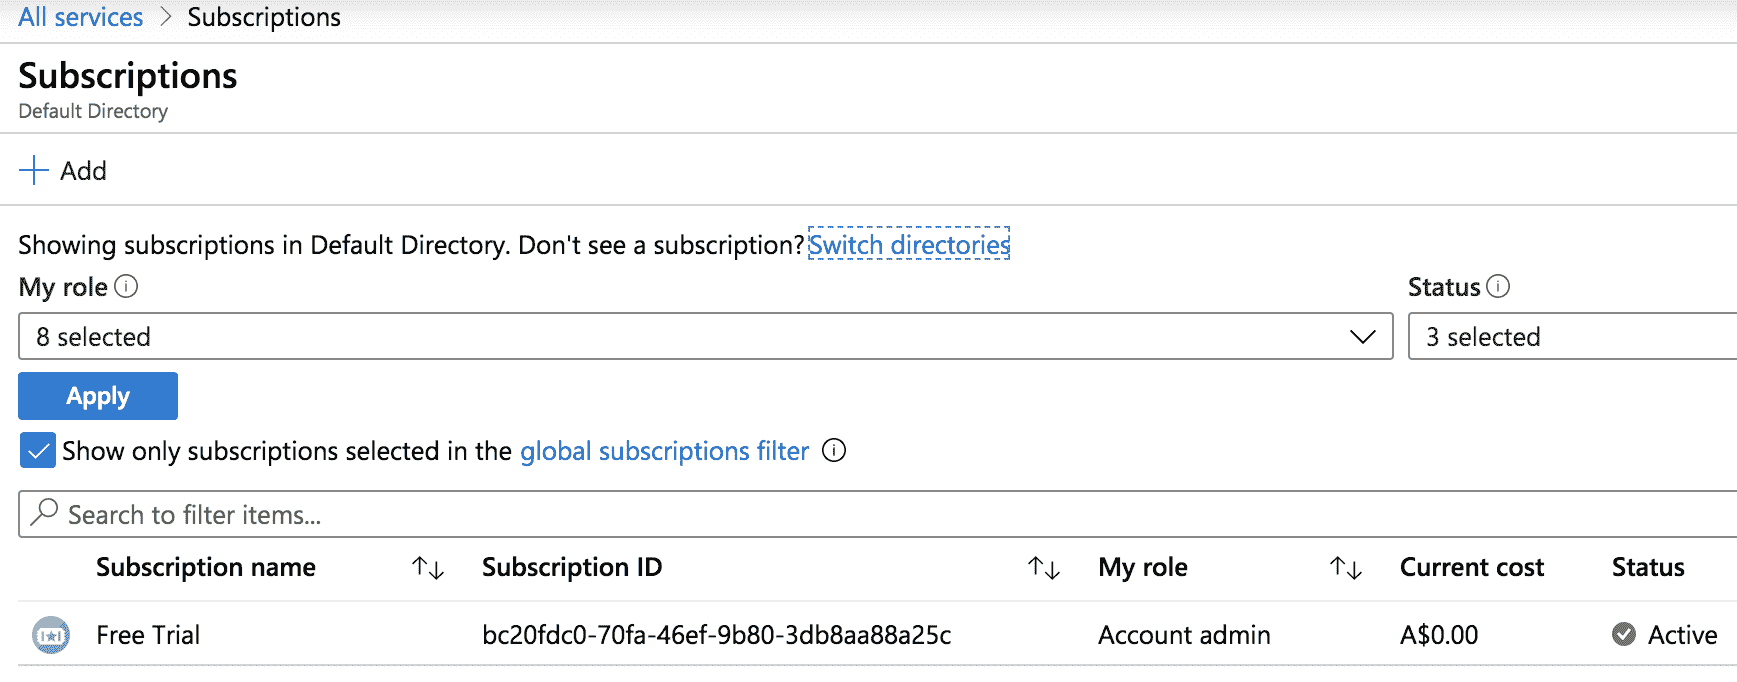 All services > Subscriptions
Subscriptions
Default Directory
+ Add
Showing subscriptions in Default Directory. Don't see a subscription? Switch directories
My role Status
8 selected 3 selected
Apply
Show only subscriptions selected in the global subscriptions filter
Search to filter items...
Subscription name Subscription ID My role Current cost Status
Free Trial bc20fdc0-70fa-46ef-9b80-3db8aa88a25c Account admin A$0.00 Active